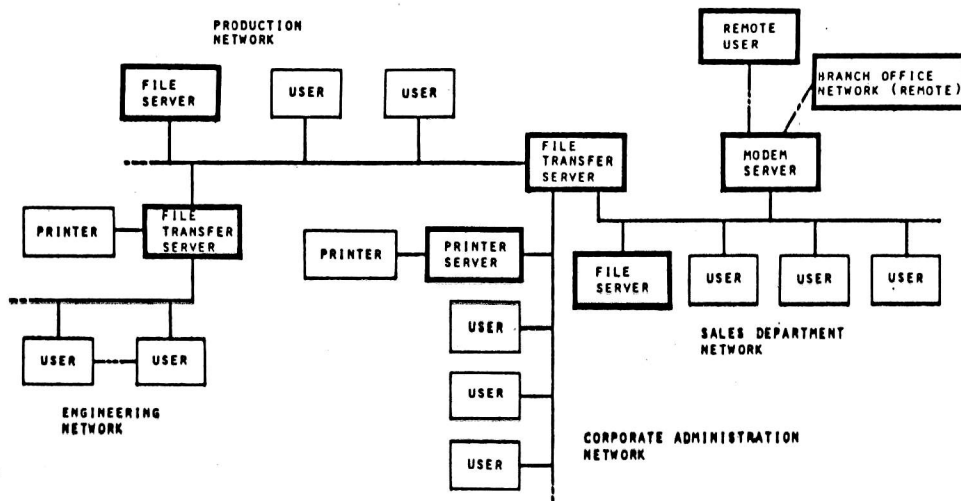 PRODUCTION
NETWORK
REMOTE
USER
BRANCH OFFICE
NETWORK (REMOTE)
FILE
SERVER
USER
USER
FILE
TRANSFER
SERVER
MODEM
SERVER
PRINTER
FILE
TRANSFER
SERVER
PRINTER
PRINTER
SERVER
FILE
SERVER
USER
USER
USER
USER
SALES DEPARTMENT
NETWORK
USER
USER
ENGINEERING
NETWORK
USER
USER
CORPORATE ADMINISTRATION
NETWORK